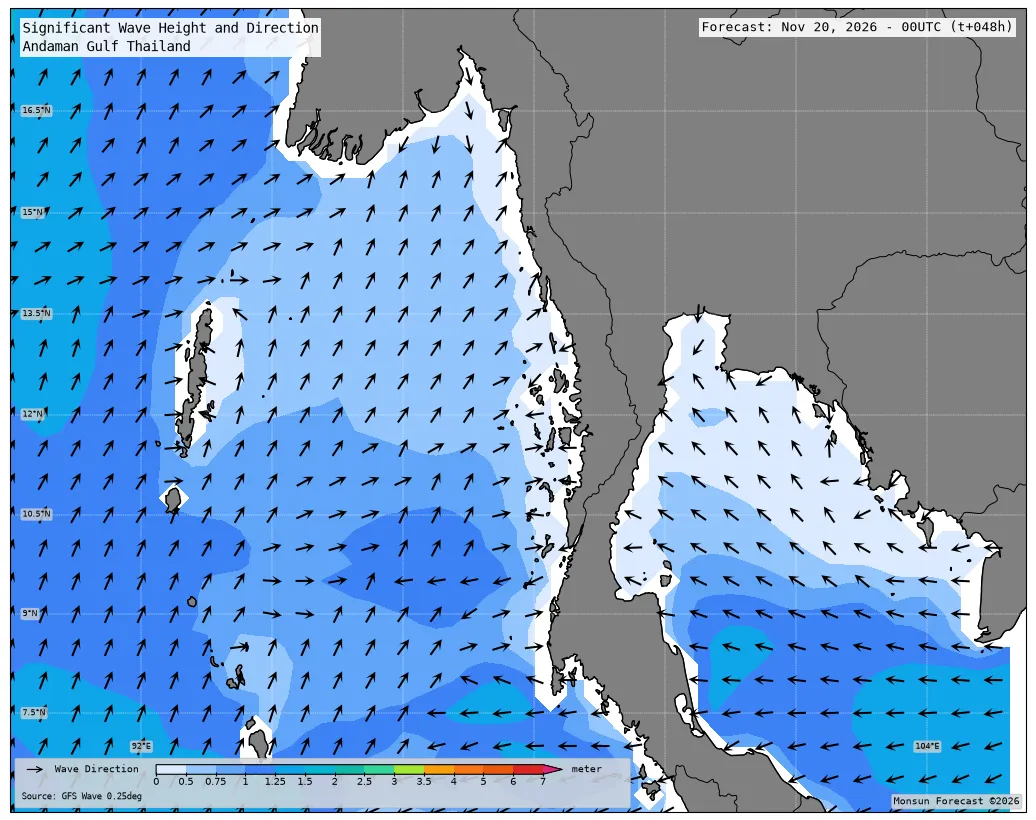 Significant Wave Height and Direction
Andaman Gulf Thailand
Forecast: Nov 20, 2026 - 00UTC (t+048h)
16.5°N
15°N
13.5°N
12°N
10.5°N
9°N
7.5°N
92°E
104°E
Wave Direction
meter
0.5 0.75 1 1.25 1.5 2 2.5 3 3.5 4 5 6 7
Source: GFS Wave 0.25deg
Monsun Forecast ©2026